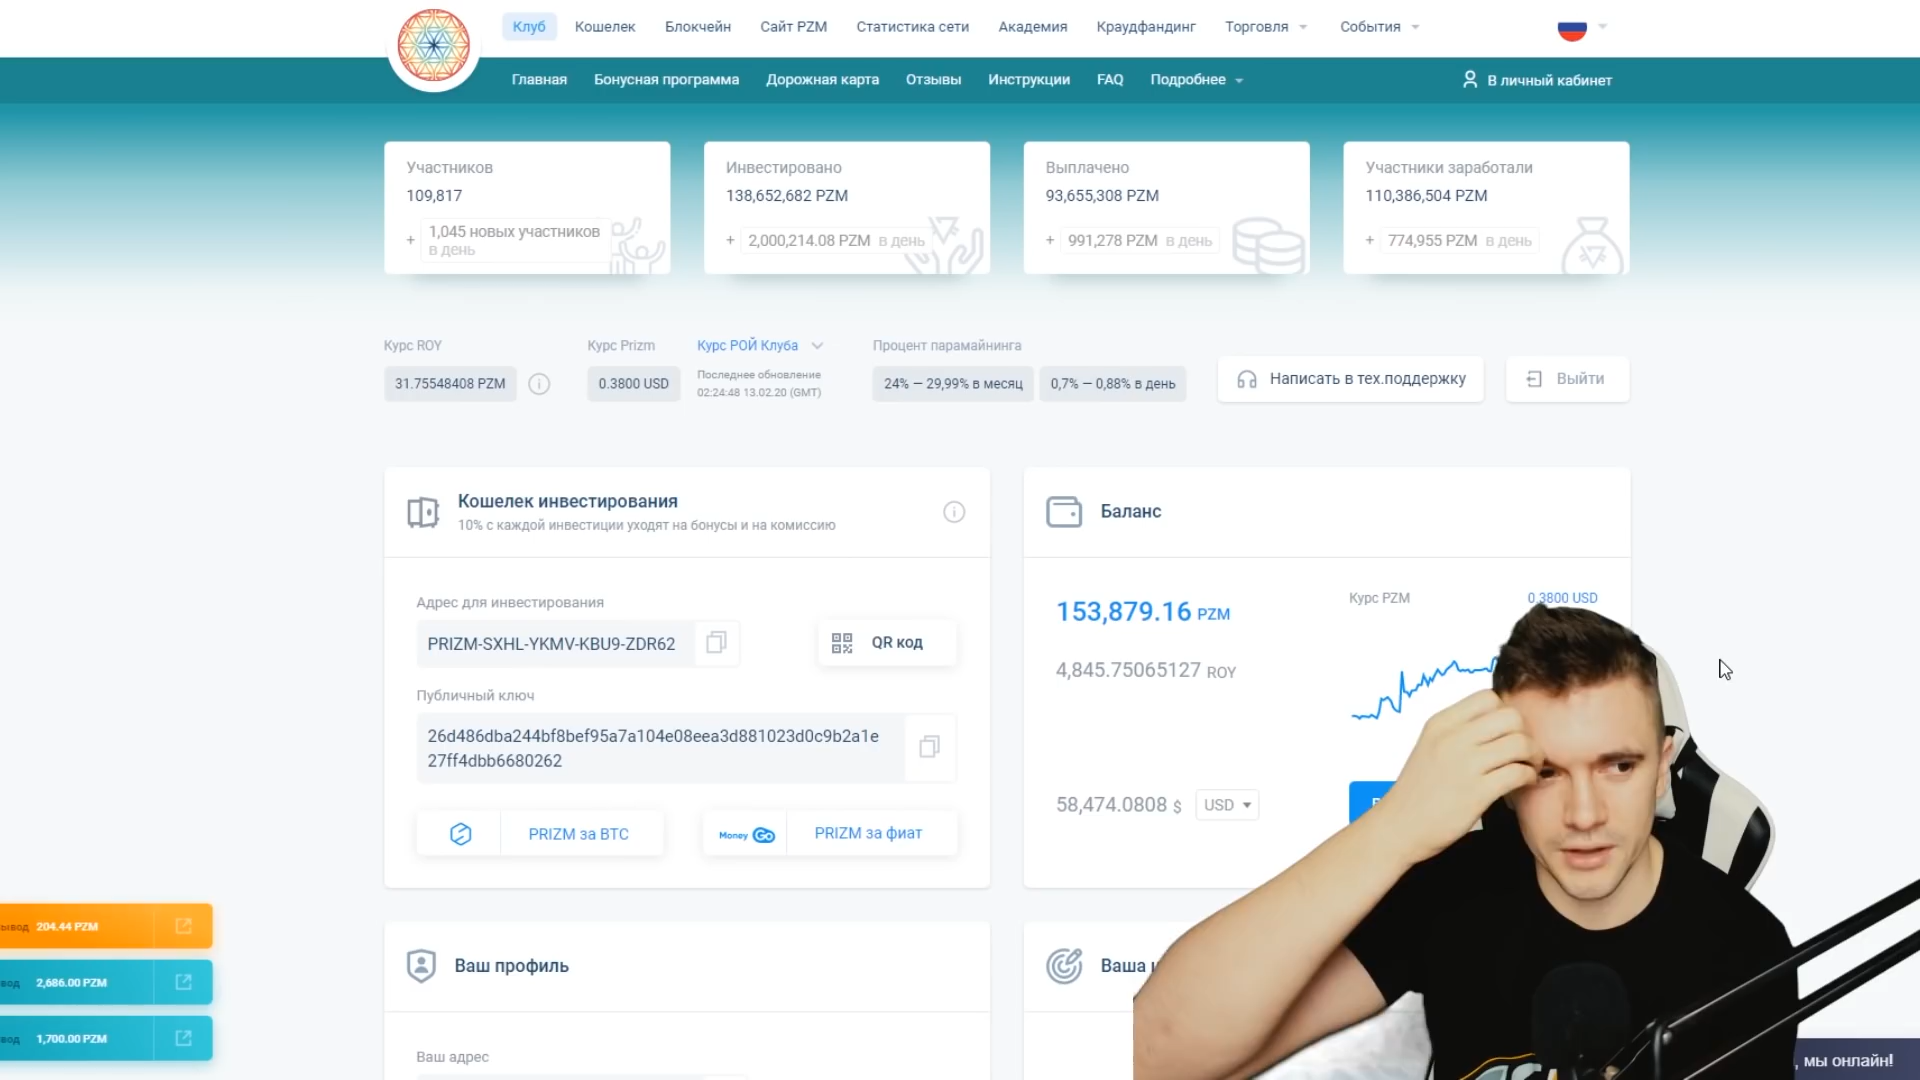 Клуб Кошелек Блокчейн Сайт PZM Статистика сети Академия Краудфандинг Торговля События
Главная Бонусная программа Дорожная карта Отзывы Инструкции FAQ Подробнее В личный кабинет
Участников
109,817
+ 1,045 новых участников
в день
Инвестировано
138,652,682 PZM
+ 2,000,214.08 PZM в день
Выплачено
93,655,308 PZM
+ 991,278 PZM в день
Участники заработали
110,386,504 PZM
+ 774,955 PZM в день
Курс ROY
31.75548408 PZM
Курс Prizm
0.3800 USD
Курс РОЙ Клуба
Последнее обновление
02:24:48 13.02.20 (GMT)
Процент парамайнинга
24% — 29,99% в месяц
0,7% — 0,88% в день
Написать в тех.поддержку
Выйти
Кошелек инвестирования
10% с каждой инвестиции уходят на бонусы и на комиссию
Адрес для инвестирования
PRIZM-SXHL-YKMV-KBU9-ZDR62
QR код
Публичный ключ
26d486dba244bf8bef95a7a104e08eea3d881023d0c9b2a1e
27ff4dbb6680262
PRIZM за BTC
Money Go PRIZM за фиат
Баланс
153,879.16 PZM
4,845.75065127 ROY
58,474.0808 $ USD
Курс PZM
0.3800 USD
Ваш профиль
Ваш адрес
Ваша
204.44 PZM
2,686.00 PZM
1,700.00 PZM
, мы онлайн!